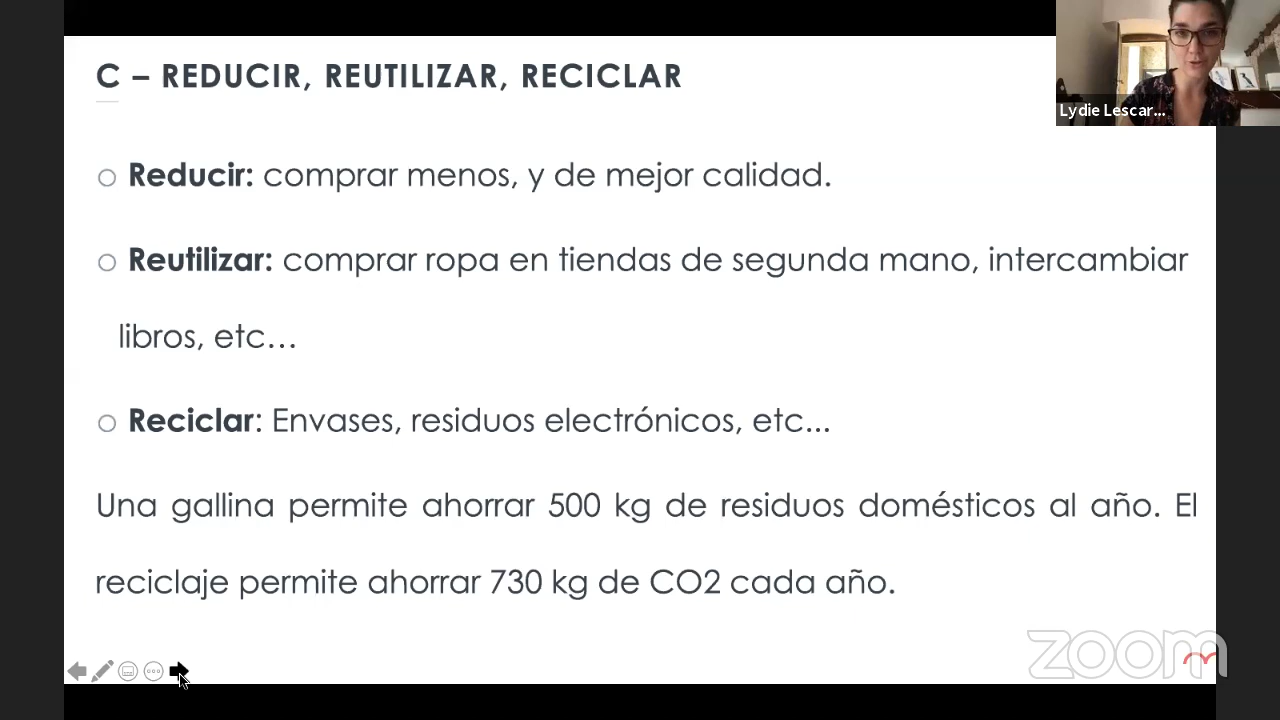 C – REDUCIR, REUTILIZAR, RECICLAR
Lydie Lescar...
Reducir: comprar menos, y de mejor calidad.
Reutilizar: comprar ropa en tiendas de segunda mano, intercambiar
libros, etc…
Reciclar: Envases, residuos electrónicos, etc...
Una gallina permite ahorrar 500 kg de residuos domésticos al año. El
reciclaje permite ahorrar 730 kg de CO2 cada año.
zoom